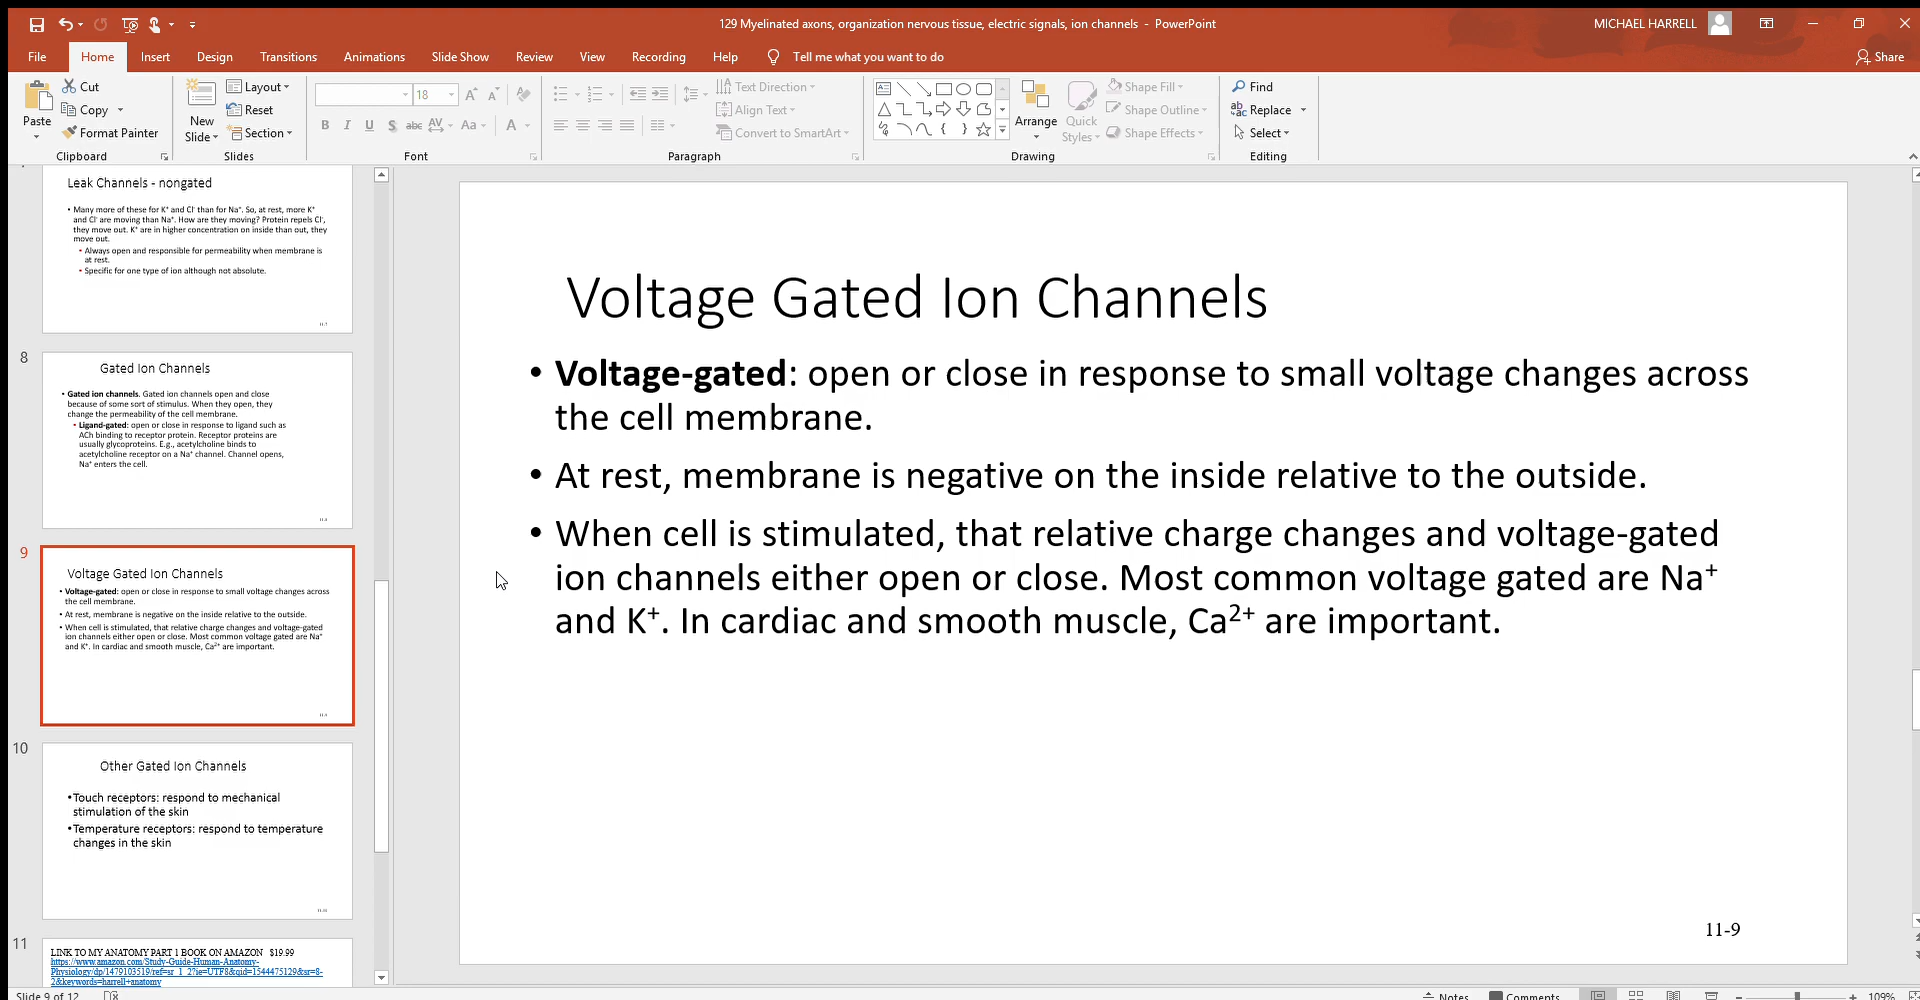 129 Myelinated axons, organization nervous tissue, electric signals, ion channels - PowerPoint
MICHAEL HARRELL
File Home Insert Design Transitions Animations Slide Show Review View Recording Help Tell me what you want to do
Share
Paste
Cut
Copy
Format Painter
Clipboard
New
Slide
Layout
Reset
Section
Slides
18
B I U S abc AV Aa A
Font
Text Direction
Align Text
Convert to SmartArt
Paragraph
Arrange
Quick
Styles
Shape Fill
Shape Outline
Shape Effects
Drawing
Find
Replace
Select
Editing
Leak Channels - nongated
• Many more of these for K⁺ and Cl⁻ than for Na⁺. So, at rest, more K⁺
and Cl⁻ are moving than Na⁺. How are they moving? Protein repels Cl⁻,
they move out. K⁺ are in higher concentration on inside than out, they
move out.
• Always open and responsible for permeability when membrane is
at rest.
• Specific for one type of ion although not absolute.
11-7
8
Gated Ion Channels
• Gated ion channels. Gated ion channels open and close
because of some sort of stimulus. When they open, they
change the permeability of the cell membrane.
• Ligand-gated: open or close in response to ligand such as
ACh binding to receptor protein. Receptor proteins are
usually glycoproteins. E.g., acetylcholine binds to
acetylcholine receptor on a Na⁺ channel. Channel opens,
Na⁺ enters the cell.
11-8
9
Voltage Gated Ion Channels
• Voltage-gated: open or close in response to small voltage changes across
the cell membrane.
• At rest, membrane is negative on the inside relative to the outside.
• When cell is stimulated, that relative charge changes and voltage-gated
ion channels either open or close. Most common voltage gated are Na⁺
and K⁺. In cardiac and smooth muscle, Ca²⁺ are important.
11-9
10
Other Gated Ion Channels
•Touch receptors: respond to mechanical
stimulation of the skin
•Temperature receptors: respond to temperature
changes in the skin
11-10
11
LINK TO MY ANATOMY PART 1 BOOK ON AMAZON $19.99
https://www.amazon.com/Study-Guide-Human-Anatomy-
Physiology/dp/1479103519/ref=sr_1_2?ie=UTF8&qid=1544475129&sr=8-
2&keywords=harrell+anatomy
Voltage Gated Ion Channels
• Voltage-gated: open or close in response to small voltage changes across
the cell membrane.
• At rest, membrane is negative on the inside relative to the outside.
• When cell is stimulated, that relative charge changes and voltage-gated
ion channels either open or close. Most common voltage gated are Na⁺
and K⁺. In cardiac and smooth muscle, Ca²⁺ are important.
11-9
Slide 9 of 12
Notes Comments 109%